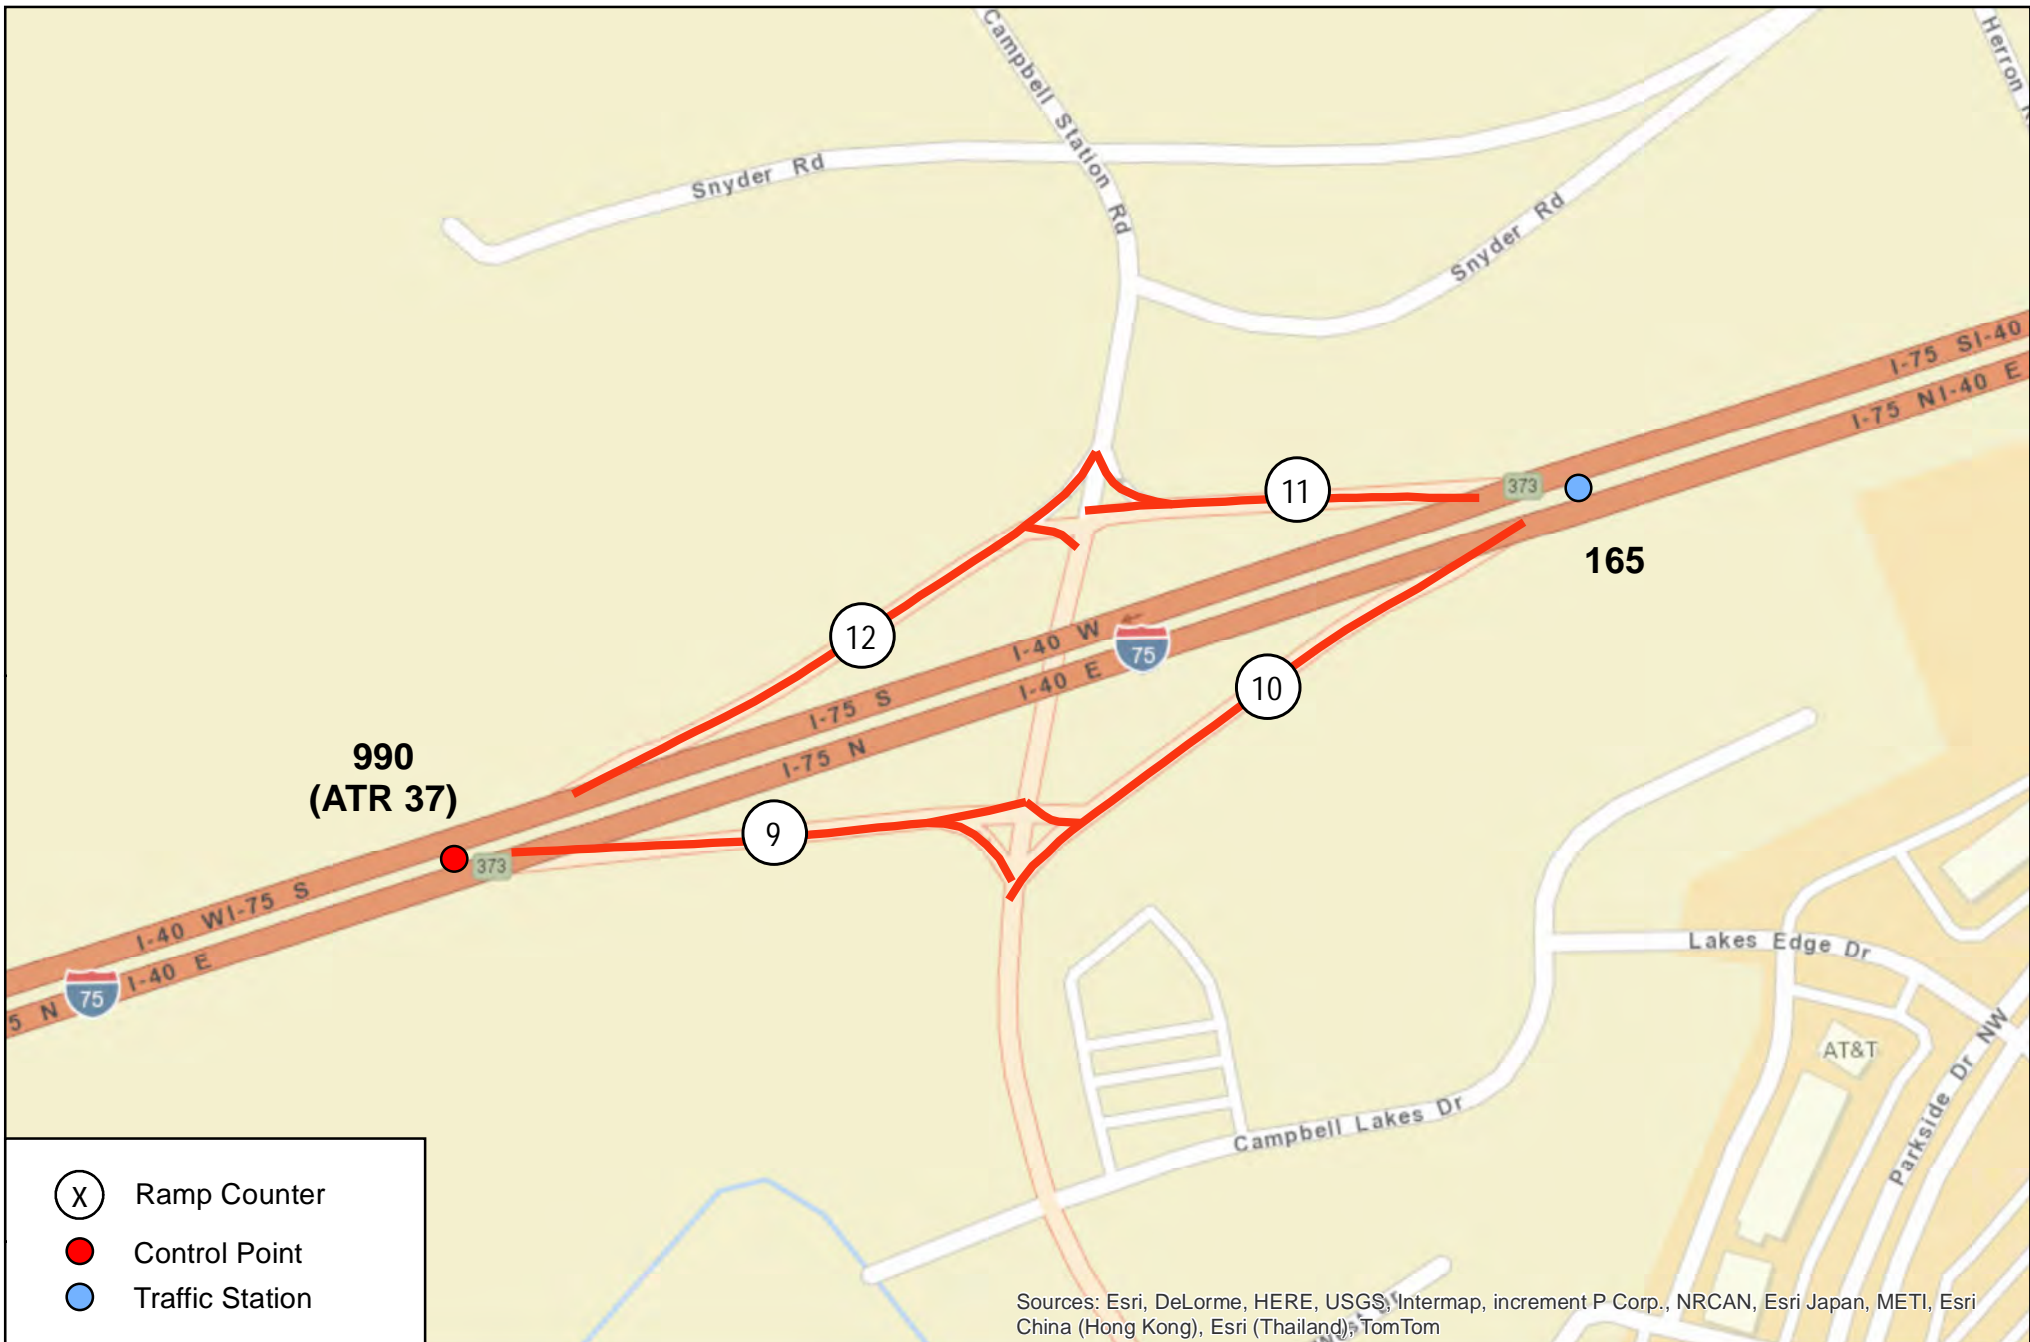 Campbell Station Rd
Herron R
Snyder Rd
Snyder Rd
I-75 SI-40
I-75 NI-40 E
11
373
165
12
I-40 W
75
I-40 E
10
I-75 S
I-75 N
990
(ATR 37)
9
373
I-40 WI-75 S
I-40 E
75
5 N
Lakes Edge Dr
AT&T
Parkside Dr NW
Campbell Lakes Dr
X Ramp Counter
Control Point
Traffic Station
Sources: Esri, DeLorme, HERE, USGS, Intermap, increment P Corp., NRCAN, Esri Japan, METI, Esri
China (Hong Kong), Esri (Thailand), TomTom